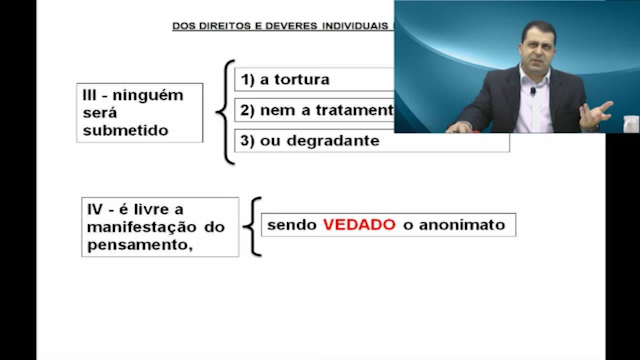 DOS DIREITOS E DEVERES INDIVIDUAIS
III - ninguém
será
submetido
1) a tortura
2) nem a tratament
3) ou degradante
IV - é livre a
manifestação do
pensamento,
sendo VEDADO o anonimato